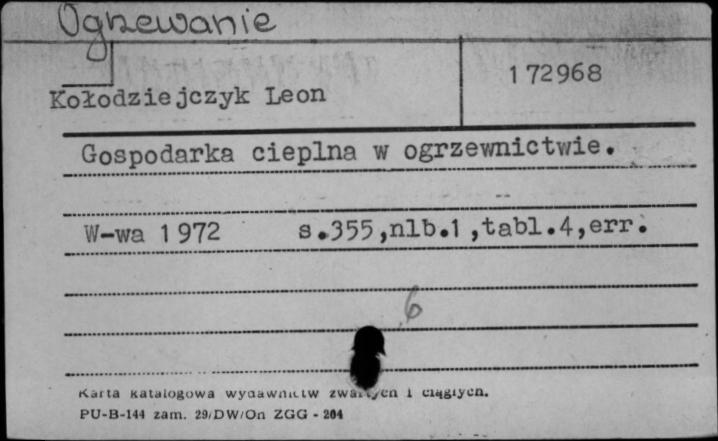 Ogrzewanie
172968
Kołodziejczyk Leon
Gospodarka cieplna w ogrzewnictwie.
W-wa 1972 s.355,nlb.1,tabl.4,err.
6
Karta katalogowa wydawnictw zwartych i ciągłych.
PU-B-144 zam. 29/DW/On ZGG - 204